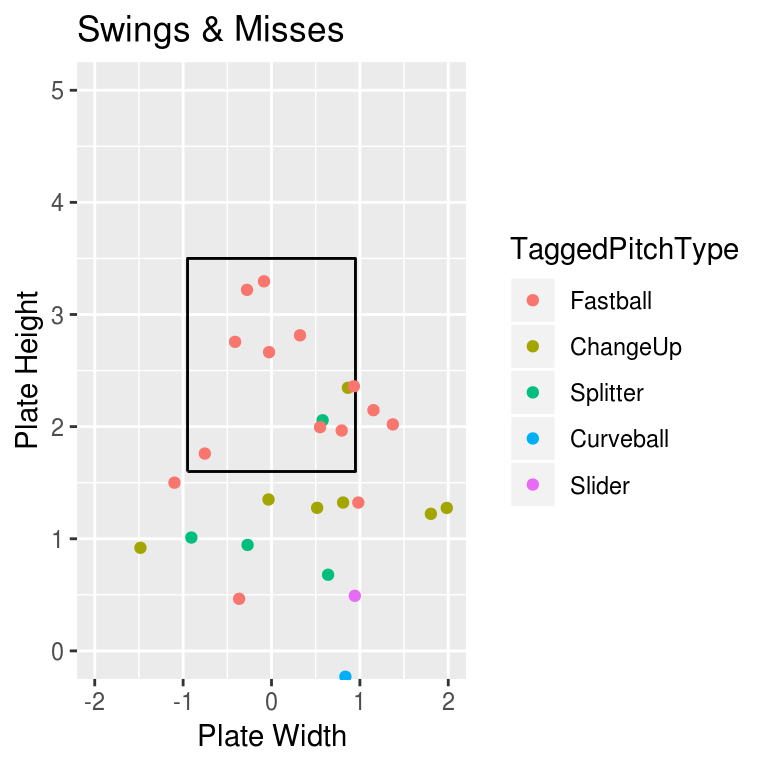 Swings & Misses
5
4
3
2
1
0
Plate Height
-2 -1 0 1 2
Plate Width
TaggedPitchType
Fastball
ChangeUp
Splitter
Curveball
Slider